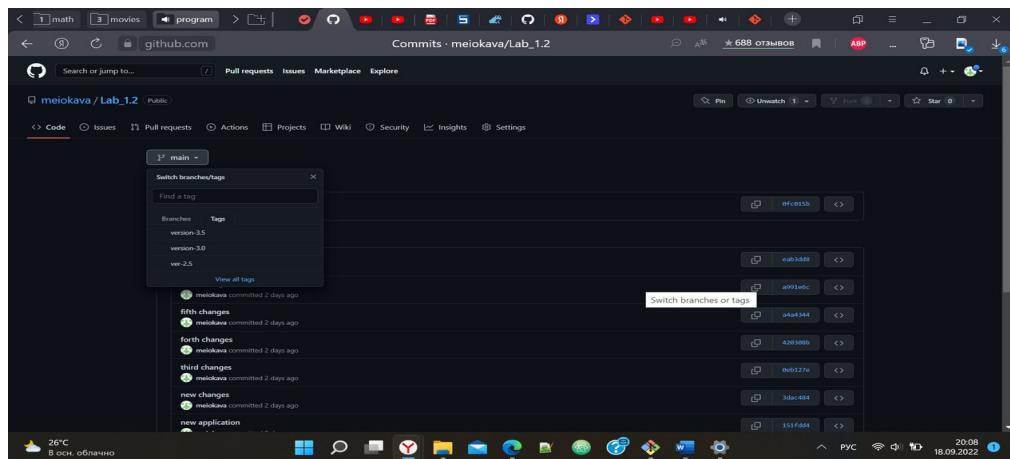 1 math 3 movies program
github.com Commits · meiokava/Lab_1.2 688 отзывов ABP
Search or jump to... / Pull requests Issues Marketplace Explore
meiokava / Lab_1.2 Public Pin Unwatch 1 Fork 0 Star 0
Code Issues Pull requests Actions Projects Wiki Security Insights Settings
main
Switch branches/tags
Find a tag
0fc015b
Branches Tags
version-3.5
version-3.0
eab3dd8
ver-2.5
View all tags
a991e6c
meiokava committed 2 days ago
Switch branches or tags
fifth changes
a4a4344
meiokava committed 2 days ago
forth changes
420308b
meiokava committed 2 days ago
third changes
0eb127e
meiokava committed 2 days ago
new changes
3dac484
meiokava committed 2 days ago
new application
151fdd4
26°C
В осн. облачно
РУС
20:08
18.09.2022